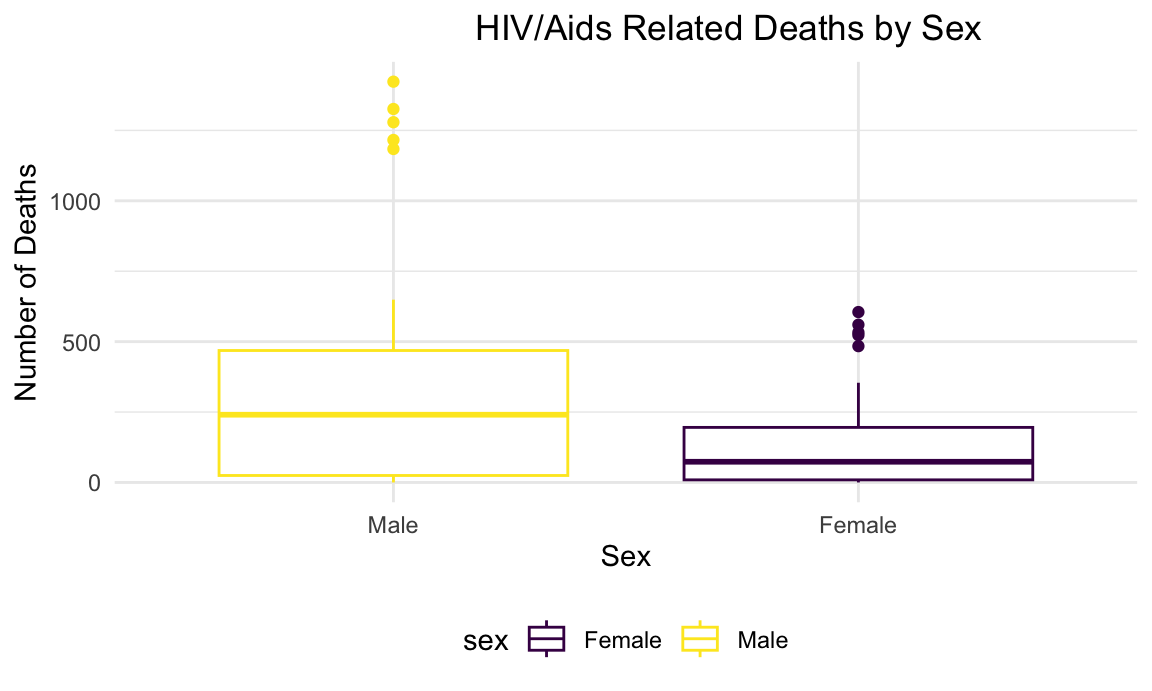 HIV/Aids Related Deaths by Sex
Number of Deaths
1000
500
0
Male Female
Sex
sex Female Male